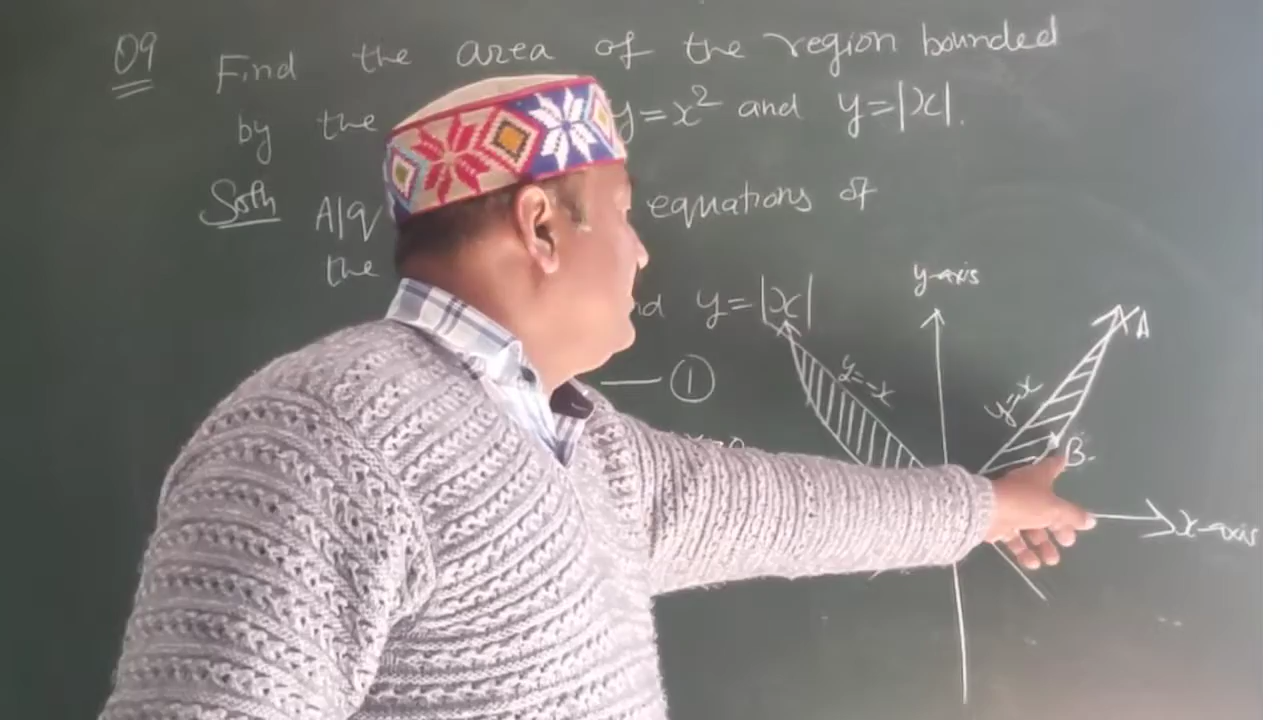 Q9 Find the area of the region bounded
by the y=x² and y=|x|.
Soln A/q equations of
the
nd y=|x|
— ①
y-axis
A
y=-x
y=x
B.
x-axis